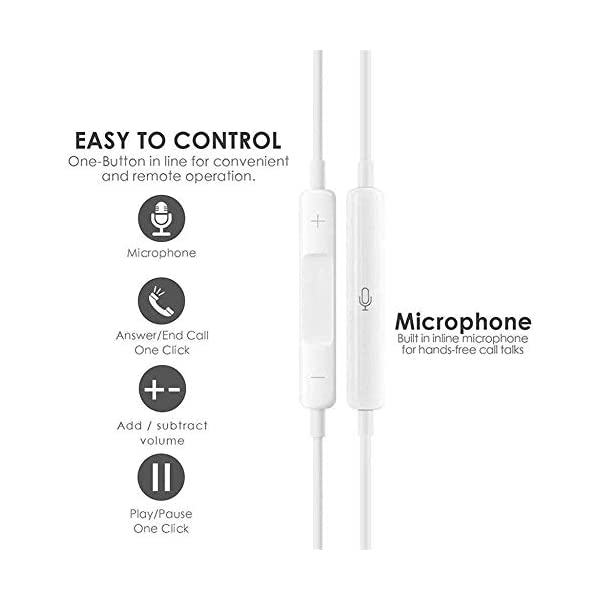 EASY TO CONTROL
One-Button in line for convenient
and remote operation.
Microphone
Answer/End Call
One Click
Add / subtract
volume
Play/Pause
One Click
+
−
Microphone
Built in inline microphone
for hands-free call talks